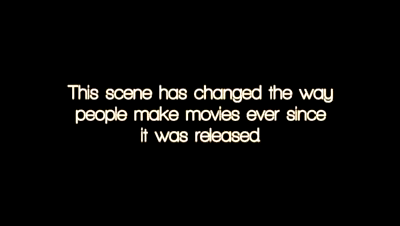 This scene has changed the way
people make movies ever since
it was released.